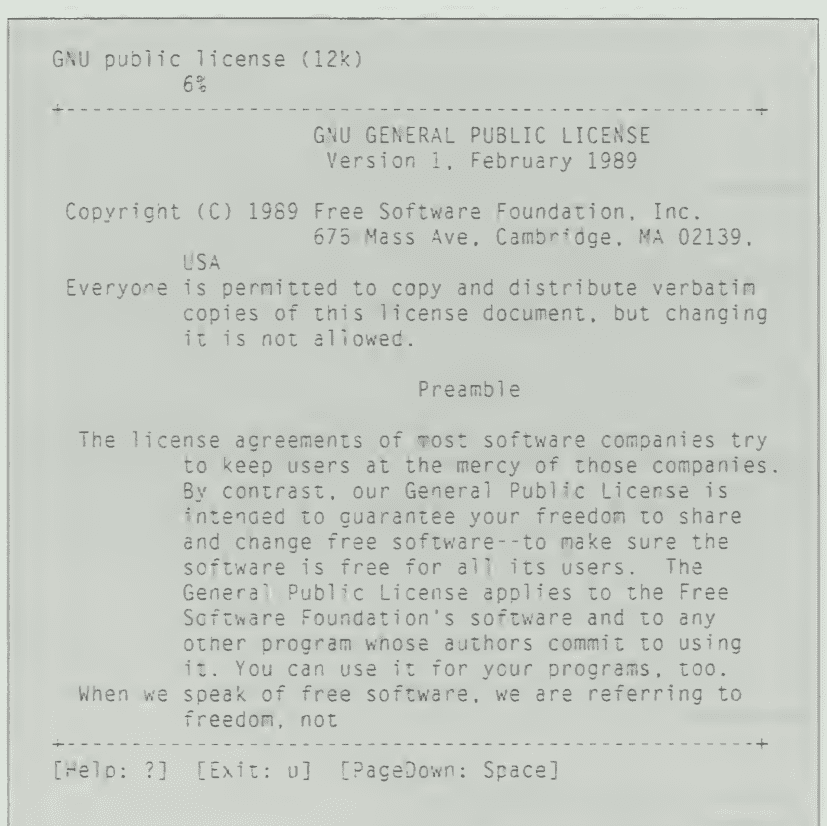 GNU public license (12k)
6%
+------------------------------------------------------+
GNU GENERAL PUBLIC LICENSE
Version 1, February 1989
Copyright (C) 1989 Free Software Foundation, Inc.
675 Mass Ave, Cambridge, MA 02139,
USA
Everyone is permitted to copy and distribute verbatim
copies of this license document, but changing
it is not allowed.
Preamble
The license agreements of most software companies try
to keep users at the mercy of those companies.
By contrast, our General Public License is
intended to guarantee your freedom to share
and change free software--to make sure the
software is free for all its users. The
General Public License applies to the Free
Software Foundation's software and to any
other program whose authors commit to using
it. You can use it for your programs, too.
When we speak of free software, we are referring to
freedom, not
+------------------------------------------------------+
[Help: ?] [Exit: u] [PageDown: Space]